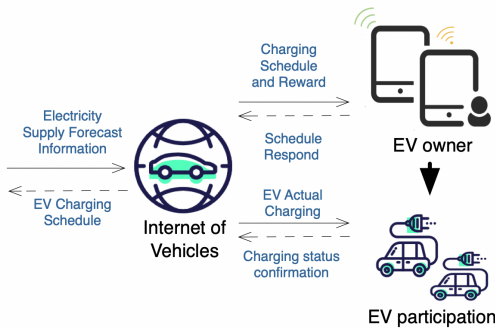 Charging
Schedule
and Reward
Electricity
Supply Forecast
Information
Schedule
Respond
EV owner
EV Charging
Schedule
Internet of
Vehicles
EV Actual
Charging
Charging status
confirmation
EV participation